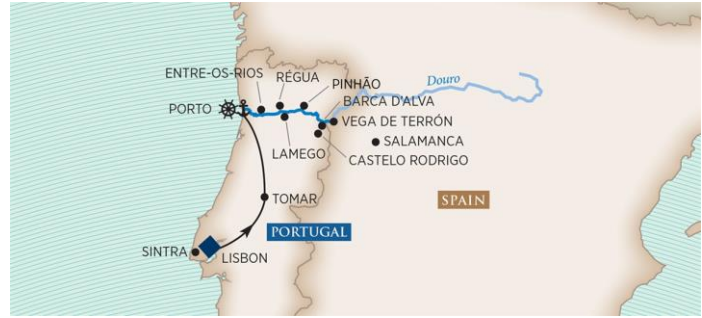 Douro
ENTRE-OS-RIOS
RÉGUA
PINHÃO
BARCA D'ALVA
PORTO
VEGA DE TERRÓN
SALAMANCA
LAMEGO
CASTELO RODRIGO
TOMAR
SPAIN
PORTUGAL
SINTRA
LISBON